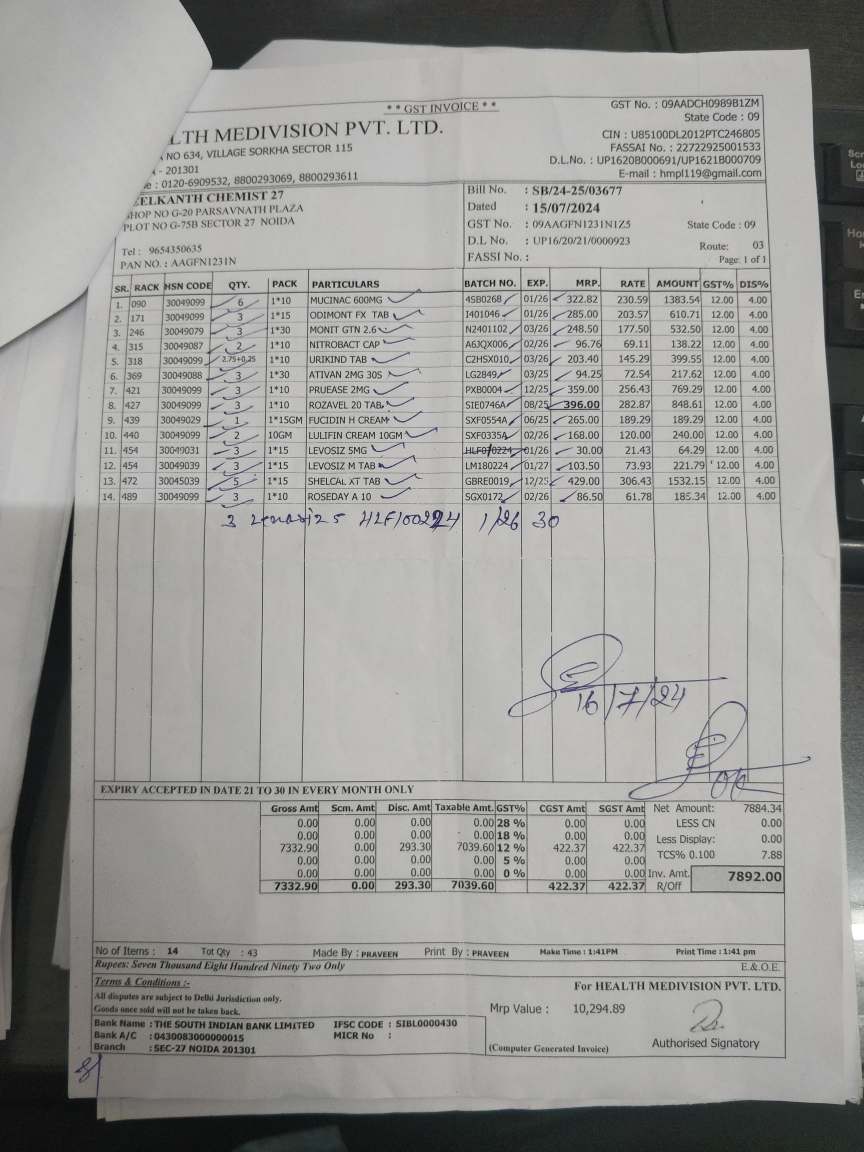 * * GST INVOICE * *
GST No. : 09AADCH0989B1ZM
State Code : 09
LTH MEDIVISION PVT. LTD.
CIN : U85100DL2012PTC246805
NO 634, VILLAGE SORKHA SECTOR 115
FASSAI No. : 22722925001533
- 201301
D.L.No. : UP1620B000691/UP1621B000709
: 0120-6909532, 8800293069, 8800293611
E-mail : hmpl119@gmail.com
EELKANTH CHEMIST 27
SHOP NO G-20 PARSAVNATH PLAZA
PLOT NO G-75B SECTOR 27 NOIDA
Tel : 9654350635
PAN NO. : AAGFN1231N
Bill No. : SB/24-25/03677
Dated : 15/07/2024
GST No. : 09AAGFN1231N1Z5 State Code : 09
D.L No. : UP16/20/21/0000923 Route: 03
FASSI No. : Page: 1 of 1
SR. RACK HSN CODE QTY. PACK PARTICULARS BATCH NO. EXP. MRP. RATE AMOUNT GST% DIS%
1. 090 30049099 6 1*10 MUCINAC 600MG 4SB0268 01/26 322.82 230.59 1383.54 12.00 4.00
2. 171 30049099 3 1*15 ODIMONT FX TAB I401046 01/26 285.00 203.57 610.71 12.00 4.00
3. 246 30049079 3 1*30 MONIT GTN 2.6 N2401102 03/26 248.50 177.50 532.50 12.00 4.00
4. 315 30049087 2 1*10 NITROBACT CAP A6JQX006 02/26 96.76 69.11 138.22 12.00 4.00
5. 318 30049099 2.75+0.25 1*10 URIKIND TAB C2HSX010 03/26 203.40 145.29 399.55 12.00 4.00
6. 369 30049088 3 1*30 ATIVAN 2MG 30S LG2849 03/25 94.25 72.54 217.62 12.00 4.00
7. 421 30049099 3 1*10 PRUEASE 2MG PXB0004 12/25 359.00 256.43 769.29 12.00 4.00
8. 427 30049099 3 1*10 ROZAVEL 20 TAB SIE0746A 08/25 396.00 282.87 848.61 12.00 4.00
9. 439 30049029 1 1*15GM FUCIDIN H CREAM SXF0554A 06/25 265.00 189.29 189.29 12.00 4.00
10. 440 30049099 2 10GM LULIFIN CREAM 10GM SXF0335A 02/26 168.00 120.00 240.00 12.00 4.00
11. 454 30049031 3 1*15 LEVOSIZ 5MG HLF070224 01/26 30.00 21.43 64.29 12.00 4.00
12. 454 30045039 3 1*15 LEVOSIZ M TAB LM180224 01/27 103.50 73.93 221.79 12.00 4.00
13. 472 30045039 5 1*15 SHELCAL XT TAB GBRE0019 12/25 429.00 306.43 1532.15 12.00 4.00
14. 489 30049099 3 1*10 ROSEDAY A 10 SGX0172 02/26 86.50 61.78 185.34 12.00 4.00
3 1/26 30
16/7/24
EXPIRY ACCEPTED IN DATE 21 TO 30 IN EVERY MONTH ONLY
Gross Amt Scm. Amt Disc. Amt Taxable Amt. GST% CGST Amt SGST Amt Net Amount: 7884.34
0.00 0.00 0.00 0.00 28 % 0.00 0.00 LESS CN 0.00
0.00 0.00 0.00 0.00 18 % 0.00 0.00 Less Display: 0.00
7332.90 0.00 293.30 7039.60 12 % 422.37 422.37 TCS% 0.100 7.88
0.00 0.00 0.00 0.00 5 % 0.00 0.00
0.00 0.00 0.00 0.00 0 % 0.00 0.00 Inv. Amt. 7892.00
7332.90 0.00 293.30 7039.60 422.37 422.37 R/Off
No of Items : 14 Tot Qty : 43 Made By : PRAVEEN Print By : PRAVEEN Make Time : 1:41PM Print Time : 1:41 pm
Rupees: Seven Thousand Eight Hundred Ninety Two Only E.& O.E.
Terms & Conditions :-
All disputes are subject to Delhi Jurisdiction only.
Goods once sold will not be taken back.
For HEALTH MEDIVISION PVT. LTD.
Mrp Value : 10,294.89
Bank Name : THE SOUTH INDIAN BANK LIMITED IFSC CODE : SIBL0000430
Bank A/C : 0430083000000015 MICR No :
Branch : SEC-27 NOIDA 201301
(Computer Generated Invoice)
Authorised Signatory